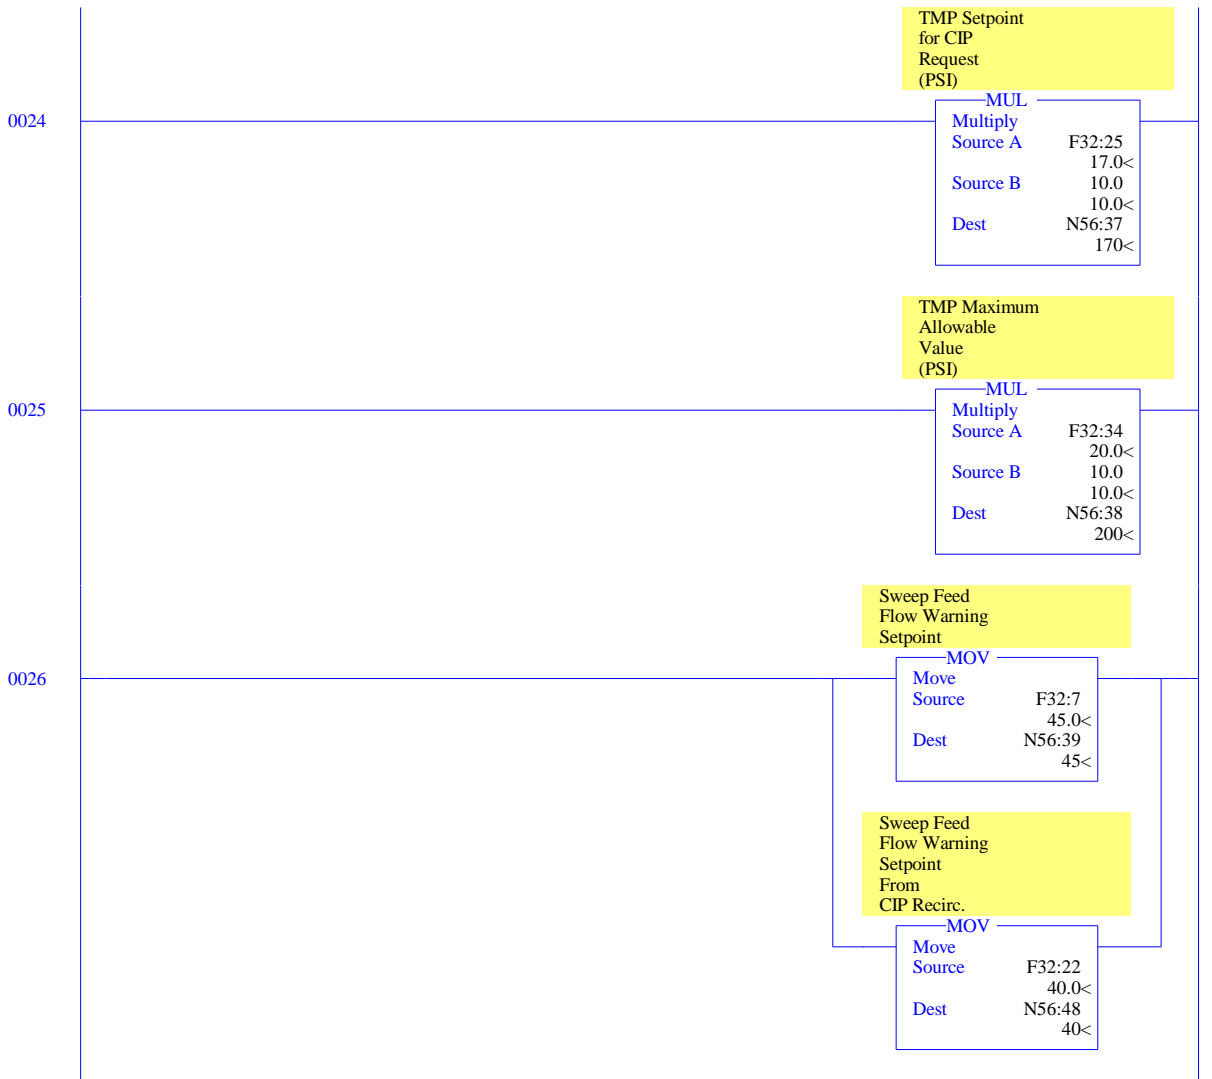 TMP Setpoint
for CIP
Request
(PSI)
MUL
0024
Multiply
Source A F32:25
17.0<
Source B 10.0
10.0<
Dest N56:37
170<
TMP Maximum
Allowable
Value
(PSI)
MUL
0025
Multiply
Source A F32:34
20.0<
Source B 10.0
10.0<
Dest N56:38
200<
Sweep Feed
Flow Warning
Setpoint
MOV
0026
Move
Source F32:7
45.0<
Dest N56:39
45<
Sweep Feed
Flow Warning
Setpoint
From
CIP Recirc.
MOV
Move
Source F32:22
40.0<
Dest N56:48
40<